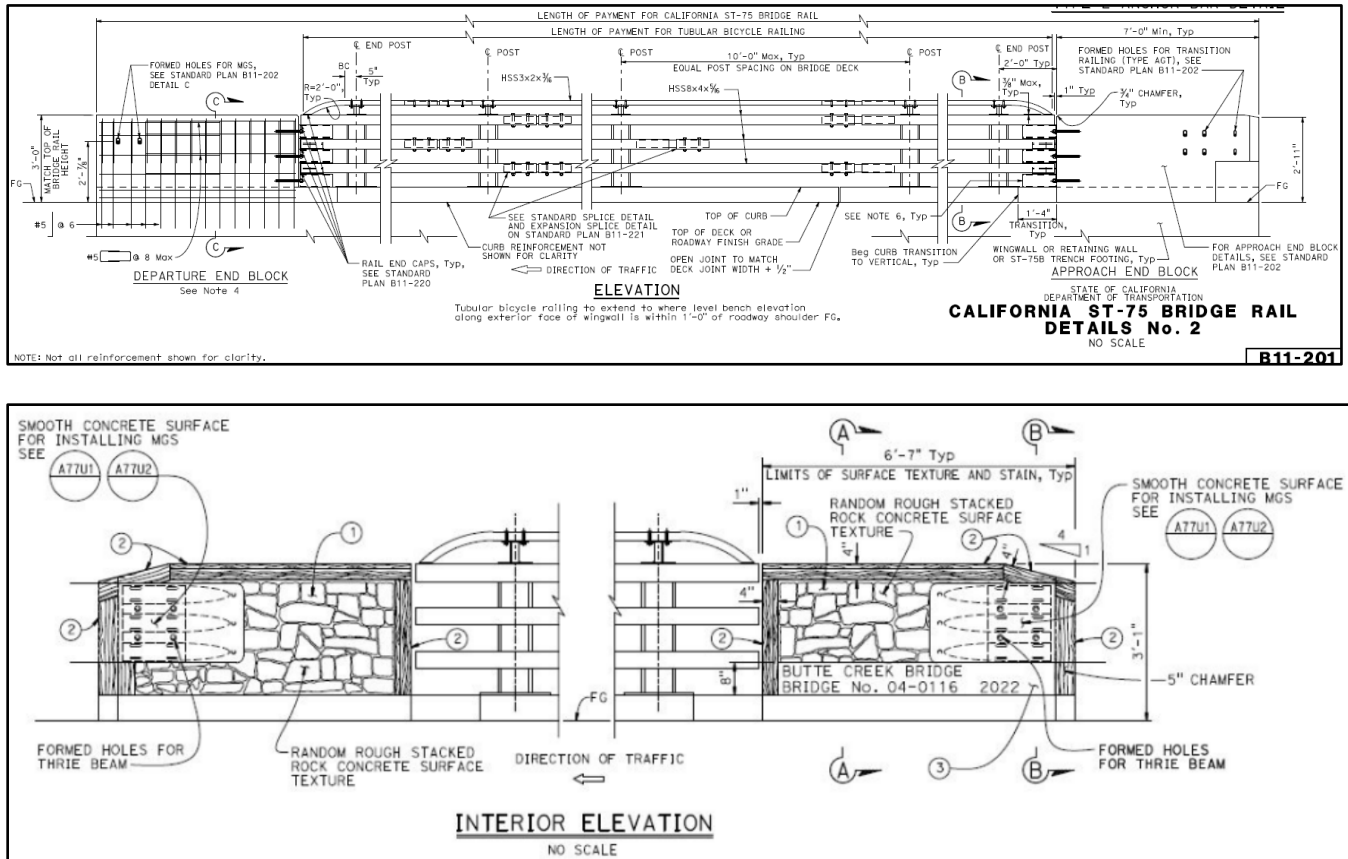 TYPE 2 ANCHOR BAR DETAIL
LENGTH OF PAYMENT FOR CALIFORNIA ST-75 BRIDGE RAIL
LENGTH OF PAYMENT FOR TUBULAR BICYCLE RAILING
7'-0" Min, Typ
FORMED HOLES FOR MGS,
SEE STANDARD PLAN B11-202
DETAIL C
BC
℄ END POST
5"
Typ
R=2'-0",
Typ
℄ POST
HSS3x2x3/16
℄ POST
10'-0" Max, Typ
EQUAL POST SPACING ON BRIDGE DECK
HSS8x4x5/16
℄ POST
℄ END POST
2'-0", Typ
3/8" Max,
Typ
1" Typ
3/4" CHAMFER,
Typ
FORMED HOLES FOR TRANSITION
RAILING (TYPE AGT), SEE
STANDARD PLAN B11-202
C
B
3'-0"
MATCH TOP OF
BRIDGE RAIL
HEIGHT
2'-7/8"
FG
#5 @ 6
#5 @ 8 Max
C
DEPARTURE END BLOCK
See Note 4
RAIL END CAPS, Typ,
SEE STANDARD
PLAN B11-220
CURB REINFORCEMENT NOT
SHOWN FOR CLARITY
SEE STANDARD SPLICE DETAIL
AND EXPANSION SPLICE DETAIL
ON STANDARD PLAN B11-221
DIRECTION OF TRAFFIC
TOP OF CURB
TOP OF DECK OR
ROADWAY FINISH GRADE
OPEN JOINT TO MATCH
DECK JOINT WIDTH + 1/2"
SEE NOTE 6, Typ
B
Beg CURB TRANSITION
TO VERTICAL, Typ
1'-4"
TRANSITION,
Typ
WINGWALL OR RETAINING WALL
OR ST-75B TRENCH FOOTING, Typ
2'-11"
FG
FOR APPROACH END BLOCK
DETAILS, SEE STANDARD
PLAN B11-202
APPROACH END BLOCK
ELEVATION
Tubular bicycle railing to extend to where level bench elevation
along exterior face of wingwall is within 1'-0" of roadway shoulder FG.
STATE OF CALIFORNIA
DEPARTMENT OF TRANSPORTATION
CALIFORNIA ST-75 BRIDGE RAIL
DETAILS No. 2
NO SCALE
NOTE: Not all reinforcement shown for clarity.
B11-201
SMOOTH CONCRETE SURFACE
FOR INSTALLING MGS
SEE
A77U1 A77U2
2
1
2
2
FORMED HOLES FOR
THRIE BEAM
RANDOM ROUGH STACKED
ROCK CONCRETE SURFACE
TEXTURE
FG
DIRECTION OF TRAFFIC
A
B
6'-7" Typ
LIMITS OF SURFACE TEXTURE AND STAIN, Typ
1"
1
RANDOM ROUGH STACKED
ROCK CONCRETE SURFACE
TEXTURE
2
4"
4"
4"
4
1
SMOOTH CONCRETE SURFACE
FOR INSTALLING MGS
SEE
A77U1 A77U2
2
2
3'-1"
8"
BUTTE CREEK BRIDGE
BRIDGE No. 04-0116 2022
5" CHAMFER
A
B
3
FORMED HOLES
FOR THRIE BEAM
INTERIOR ELEVATION
NO SCALE